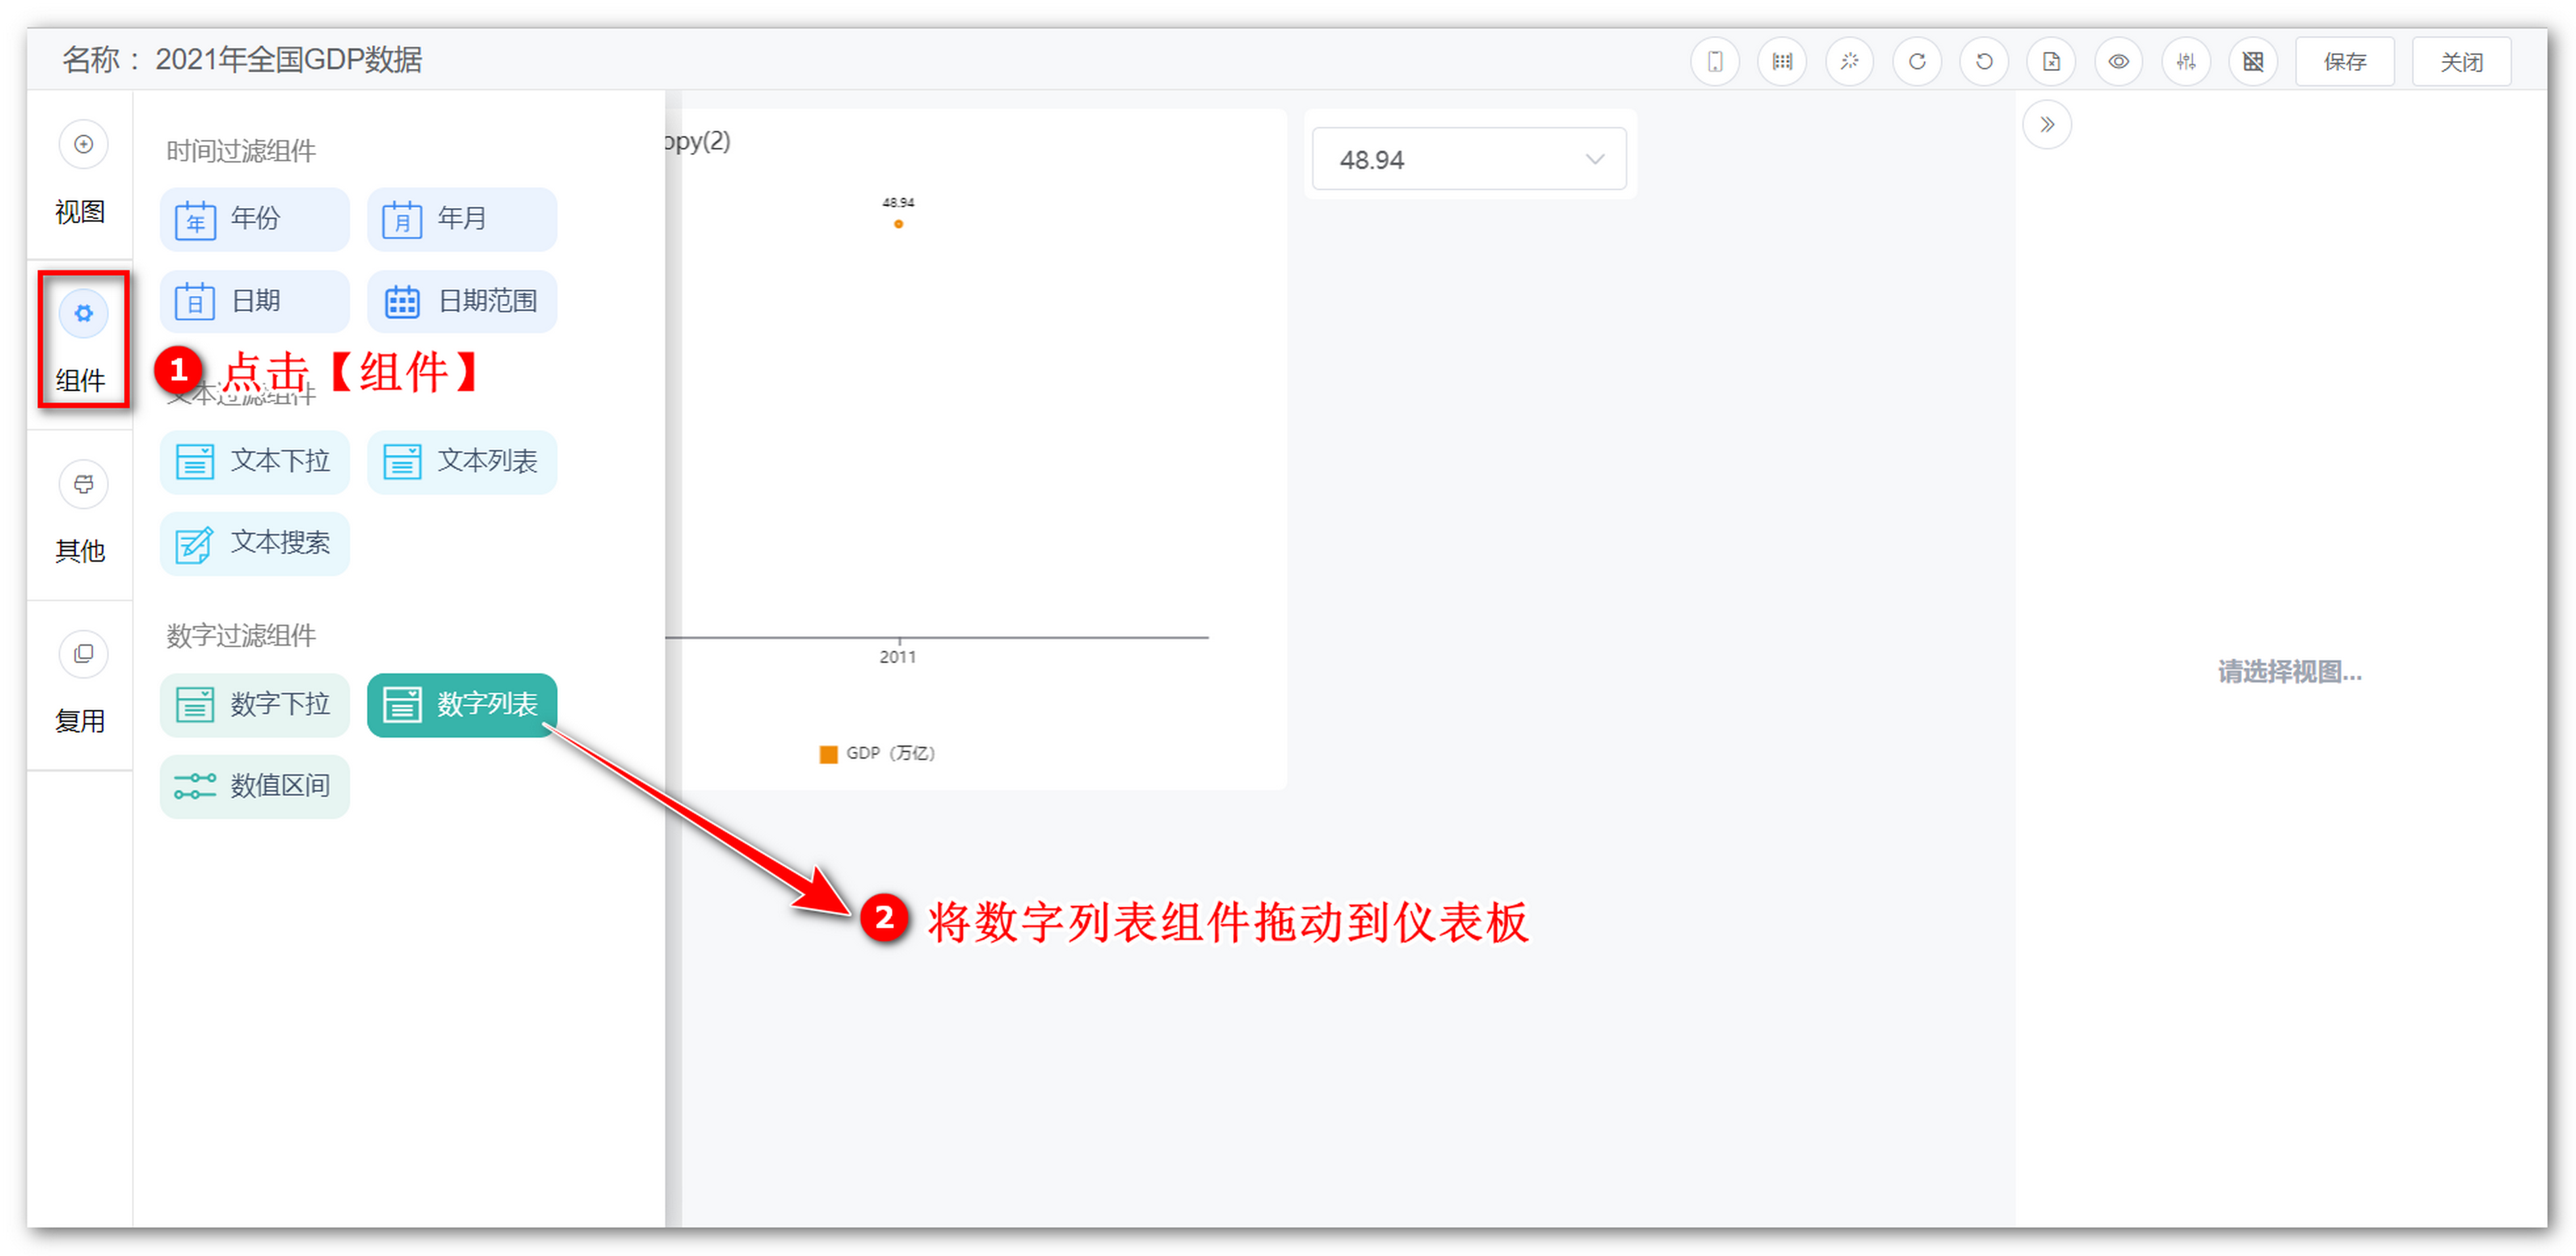 名称： 2021年全国GDP数据
保存
关闭
视图
组件
其他
复用
时间过滤组件
年 年份
月 年月
日 日期
日期范围
1 点击【组件】
文本过滤组件
文本下拉
文本列表
文本搜索
数字过滤组件
数字下拉
数字列表
数值区间
opy(2)
48.94
2011
GDP（万亿）
48.94
2 将数字列表组件拖动到仪表板
请选择视图...